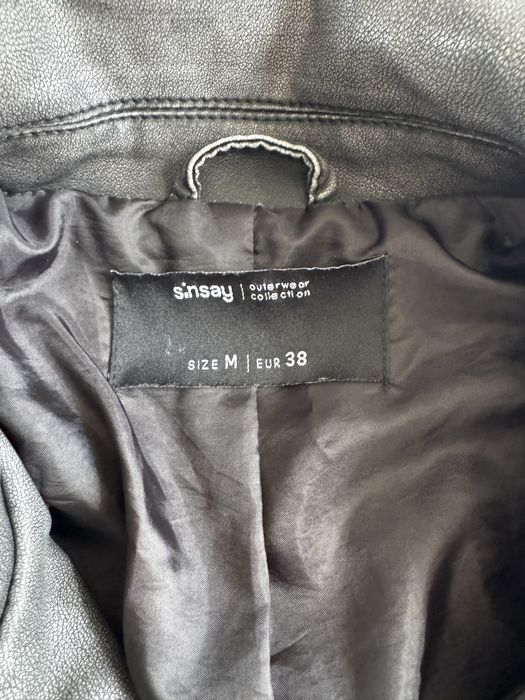 sinsay | outerwear collection
SIZE M | EUR 38